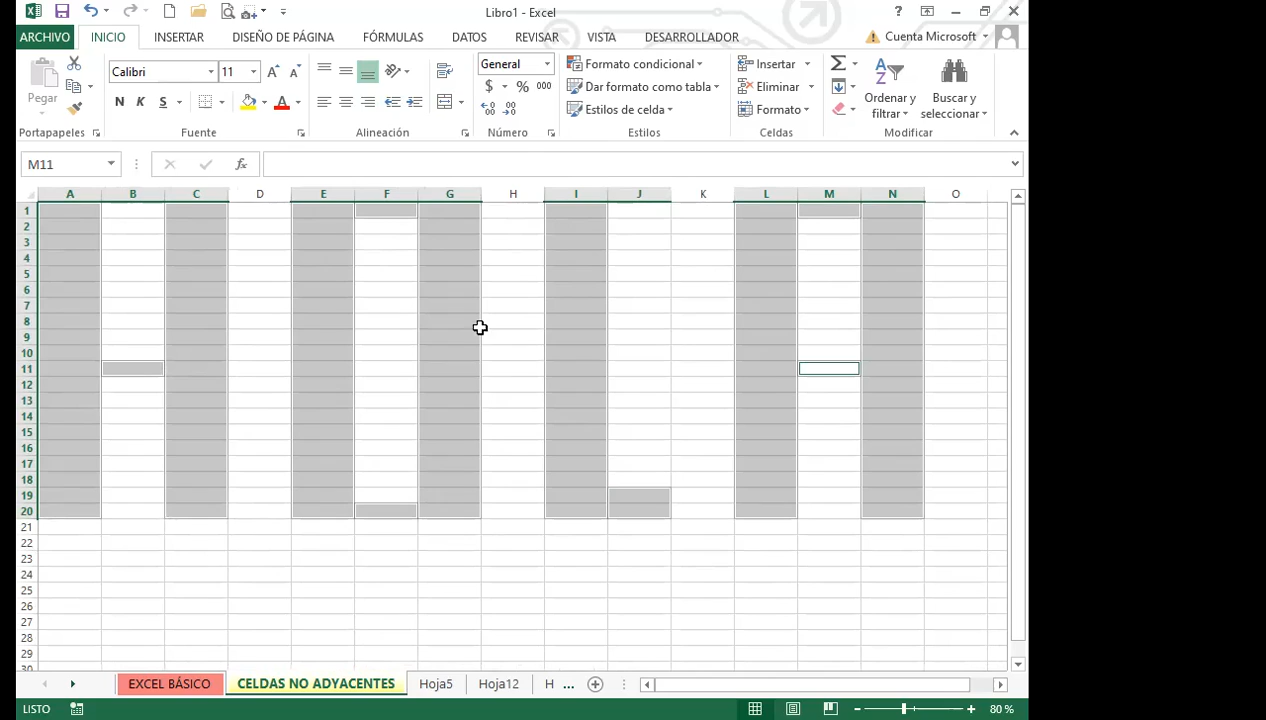 Libro1 - Excel
?
ARCHIVO INICIO INSERTAR DISEÑO DE PÁGINA FÓRMULAS DATOS REVISAR VISTA DESARROLLADOR Cuenta Microsoft
Pegar
Calibri 11
N K S
A A
General
$ % 000
Formato condicional
Dar formato como tabla
Estilos de celda
Insertar
Eliminar
Formato
Σ
Ordenar y
filtrar
Buscar y
seleccionar
Portapapeles Fuente Alineación Número Estilos Celdas Modificar
M11 fx
A B C D E F G H I J K L M N O
1
2
3
4
5
6
7
8
9
10
11
12
13
14
15
16
17
18
19
20
21
22
23
24
25
26
27
28
29
30
EXCEL BÁSICO CELDAS NO ADYACENTES Hoja5 Hoja12 H ...
LISTO 80 %